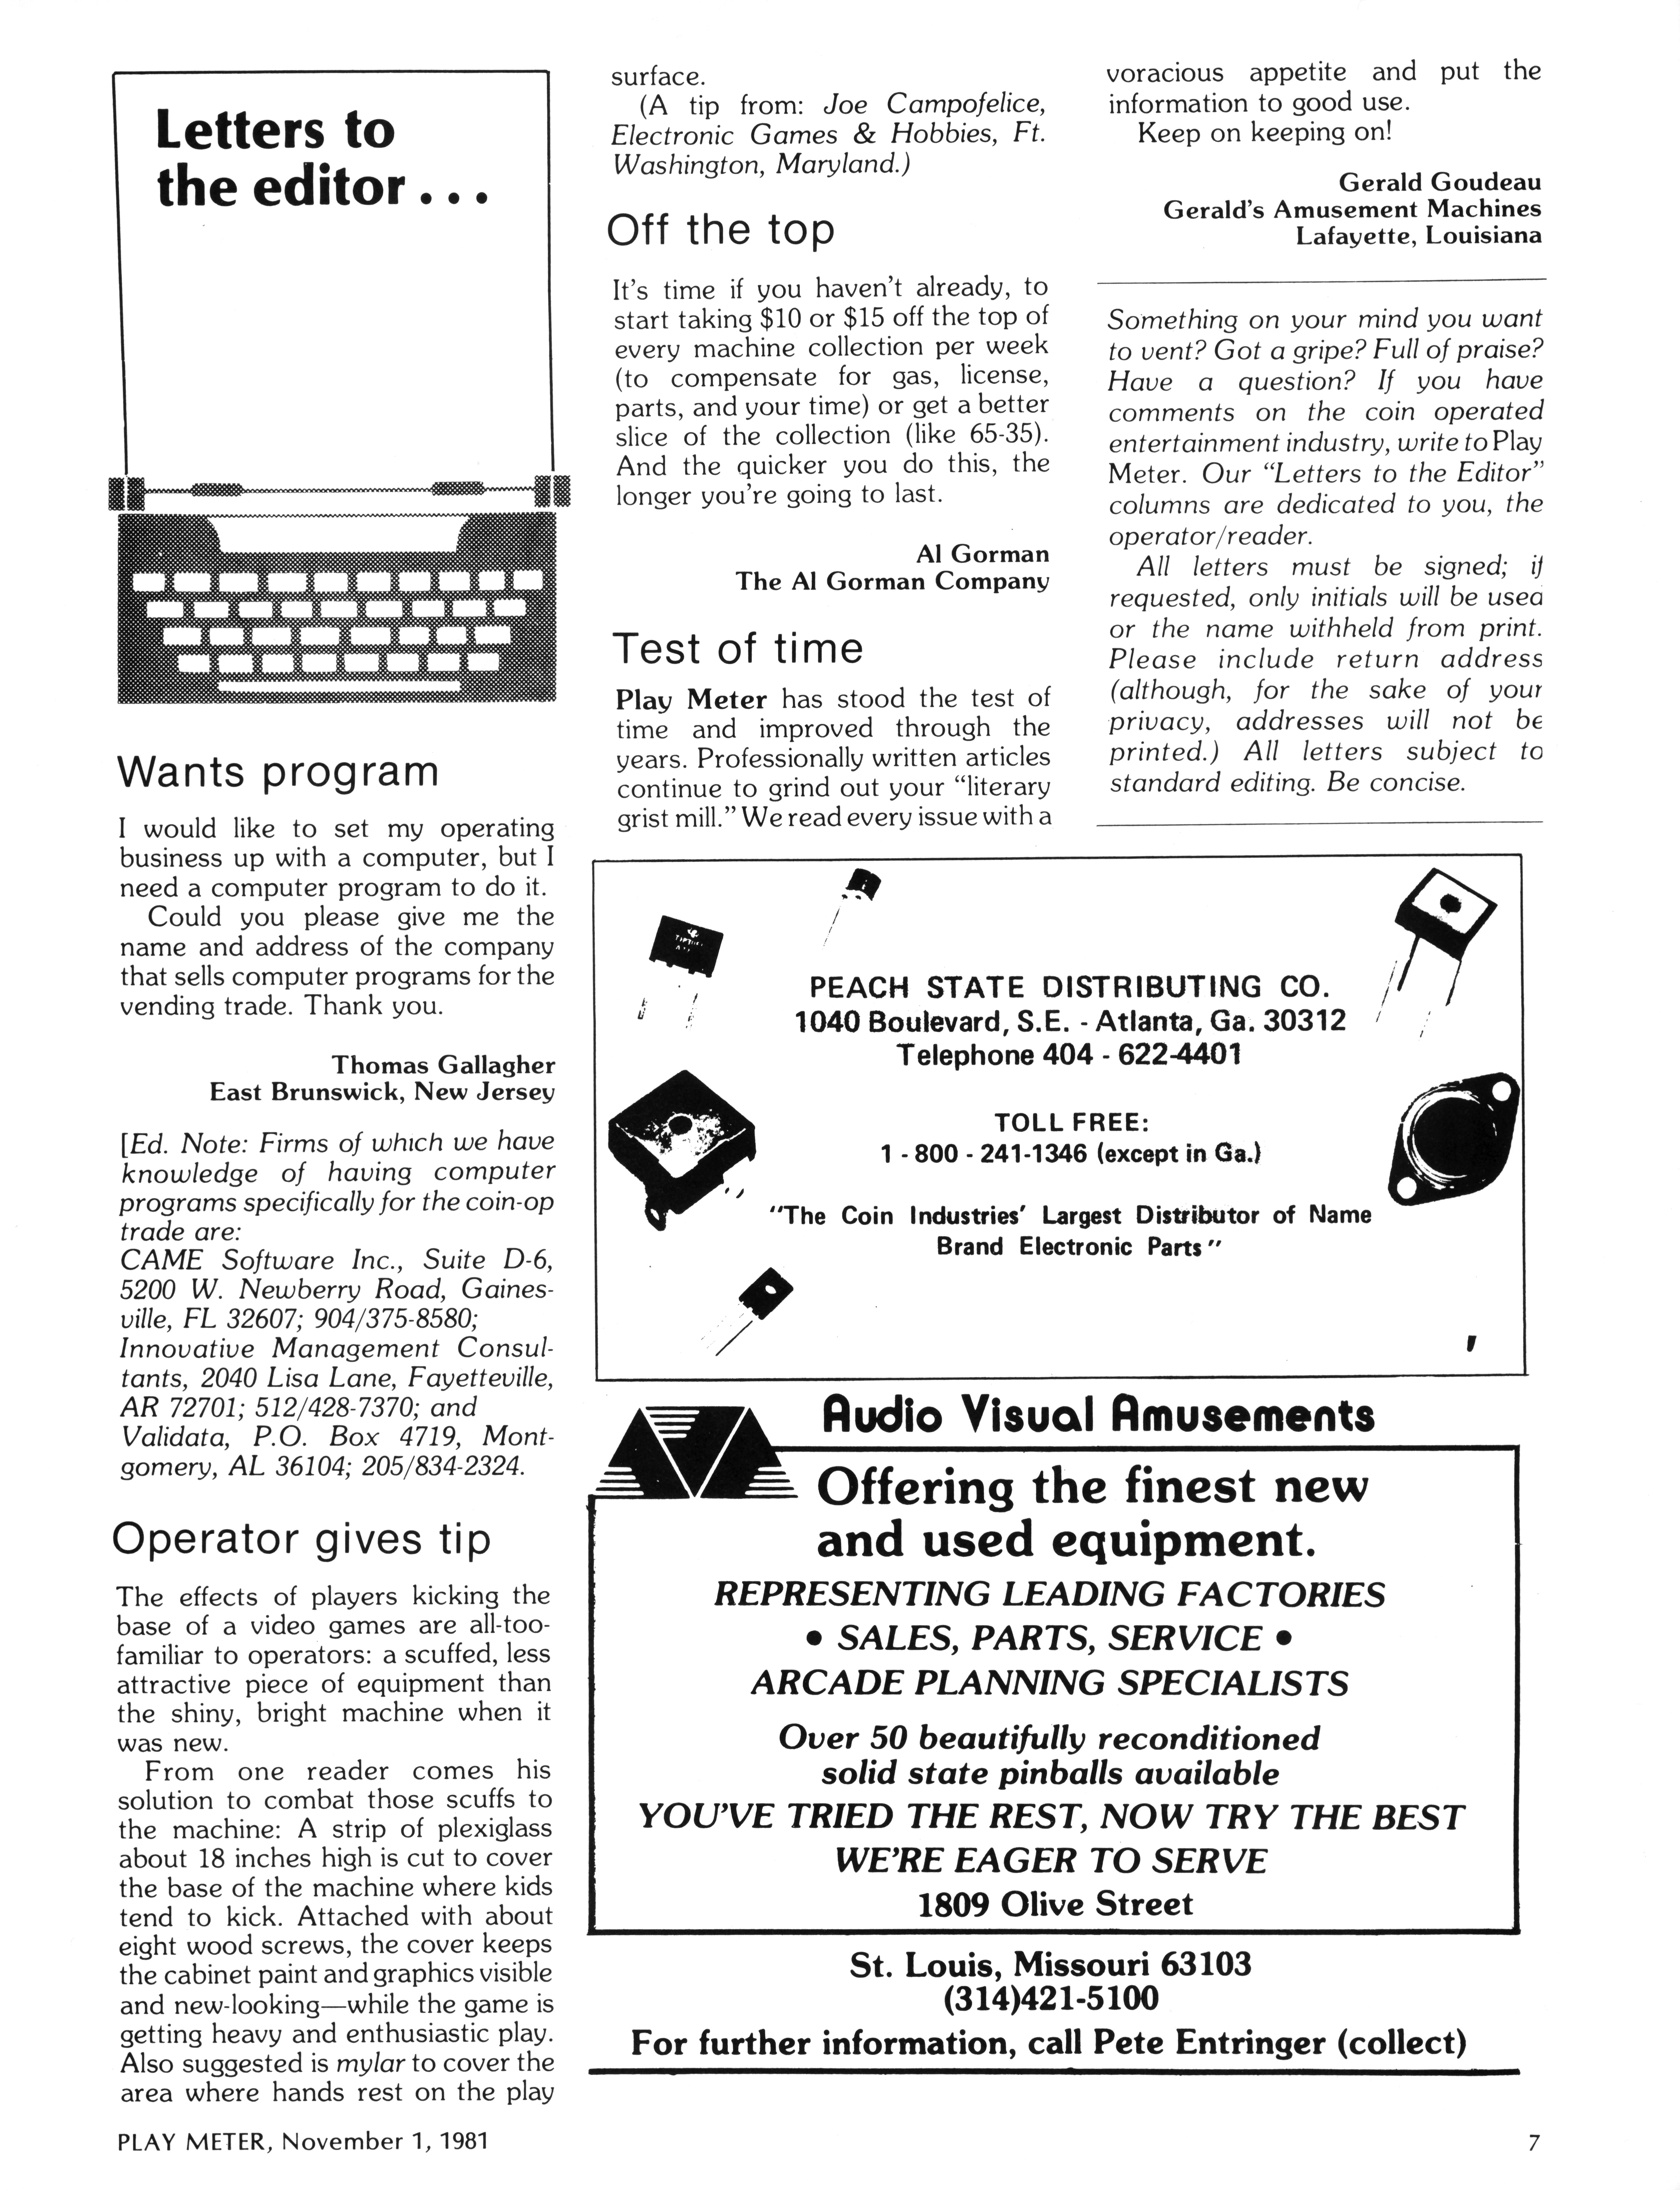 Letters to
the editor . . .
Wants program
I would like to set my operating
business up with a computer, but I
need a computer program to do it.
Could you please give me the
name and address of the company
that sells computer programs for the
vending trade. Thank you.
Thomas Gallagher
East Brunswick, New Jersey
[Ed. Note: Firms of which we have
knowledge of having computer
programs specifically for the coin-op
trade are:
CAME Software Inc., Suite D-6,
5200 W. Newberry Road, Gaines-
ville, FL 32607; 904/375-8580;
Innovative Management Consul-
tants, 2040 Lisa Lane, Fayetteville,
AR 72701; 512/428-7370; and
Validata, P.O. Box 4719, Mont-
gomery, AL 36104; 205/834-2324.
Operator gives tip
The effects of players kicking the
base of a video games are all-too-
familiar to operators: a scuffed, less
attractive piece of equipment than
the shiny, bright machine when it
was new.
From one reader comes his
solution to combat those scuffs to
the machine: A strip of plexiglass
about 18 inches high is cut to cover
the base of the machine where kids
tend to kick. Attached with about
eight wood screws, the cover keeps
the cabinet paint and graphics visible
and new-looking—while the game is
getting heavy and enthusiastic play.
Also suggested is mylar to cover the
area where hands rest on the play
surface.
(A tip from: Joe Campofelice,
Electronic Games & Hobbies, Ft.
Washington, Maryland.)
Off the top
It's time if you haven't already, to
start taking $10 or $15 off the top of
every machine collection per week
(to compensate for gas, license,
parts, and your time) or get a better
slice of the collection (like 65-35).
And the quicker you do this, the
longer you're going to last.
Al Gorman
The Al Gorman Company
Test of time
Play Meter has stood the test of
time and improved through the
years. Professionally written articles
continue to grind out your "literary
grist mill." We read every issue with a
voracious appetite and put the
information to good use.
Keep on keeping on!
Gerald Goudeau
Gerald's Amusement Machines
Lafayette, Louisiana
Something on your mind you want
to vent? Got a gripe? Full of praise?
Have a question? If you have
comments on the coin operated
entertainment industry, write to Play
Meter. Our "Letters to the Editor"
columns are dedicated to you, the
operator/reader.
All letters must be signed; if
requested, only initials will be used
or the name withheld from print.
Please include return address
(although, for the sake of your
privacy, addresses will not be
printed.) All letters subject to
standard editing. Be concise.
PEACH STATE DISTRIBUTING CO.
1040 Boulevard, S.E. - Atlanta, Ga. 30312
Telephone 404 - 622-4401
TOLL FREE:
1 - 800 - 241-1346 (except in Ga.)
"The Coin Industries' Largest Distributor of Name
Brand Electronic Parts"
Audio Visual Amusements
Offering the finest new
and used equipment.
REPRESENTING LEADING FACTORIES
• SALES, PARTS, SERVICE •
ARCADE PLANNING SPECIALISTS
Over 50 beautifully reconditioned
solid state pinballs available
YOU'VE TRIED THE REST, NOW TRY THE BEST
WE'RE EAGER TO SERVE
1809 Olive Street
St. Louis, Missouri 63103
(314)421-5100
For further information, call Pete Entringer (collect)
PLAY METER, November 1, 1981
7